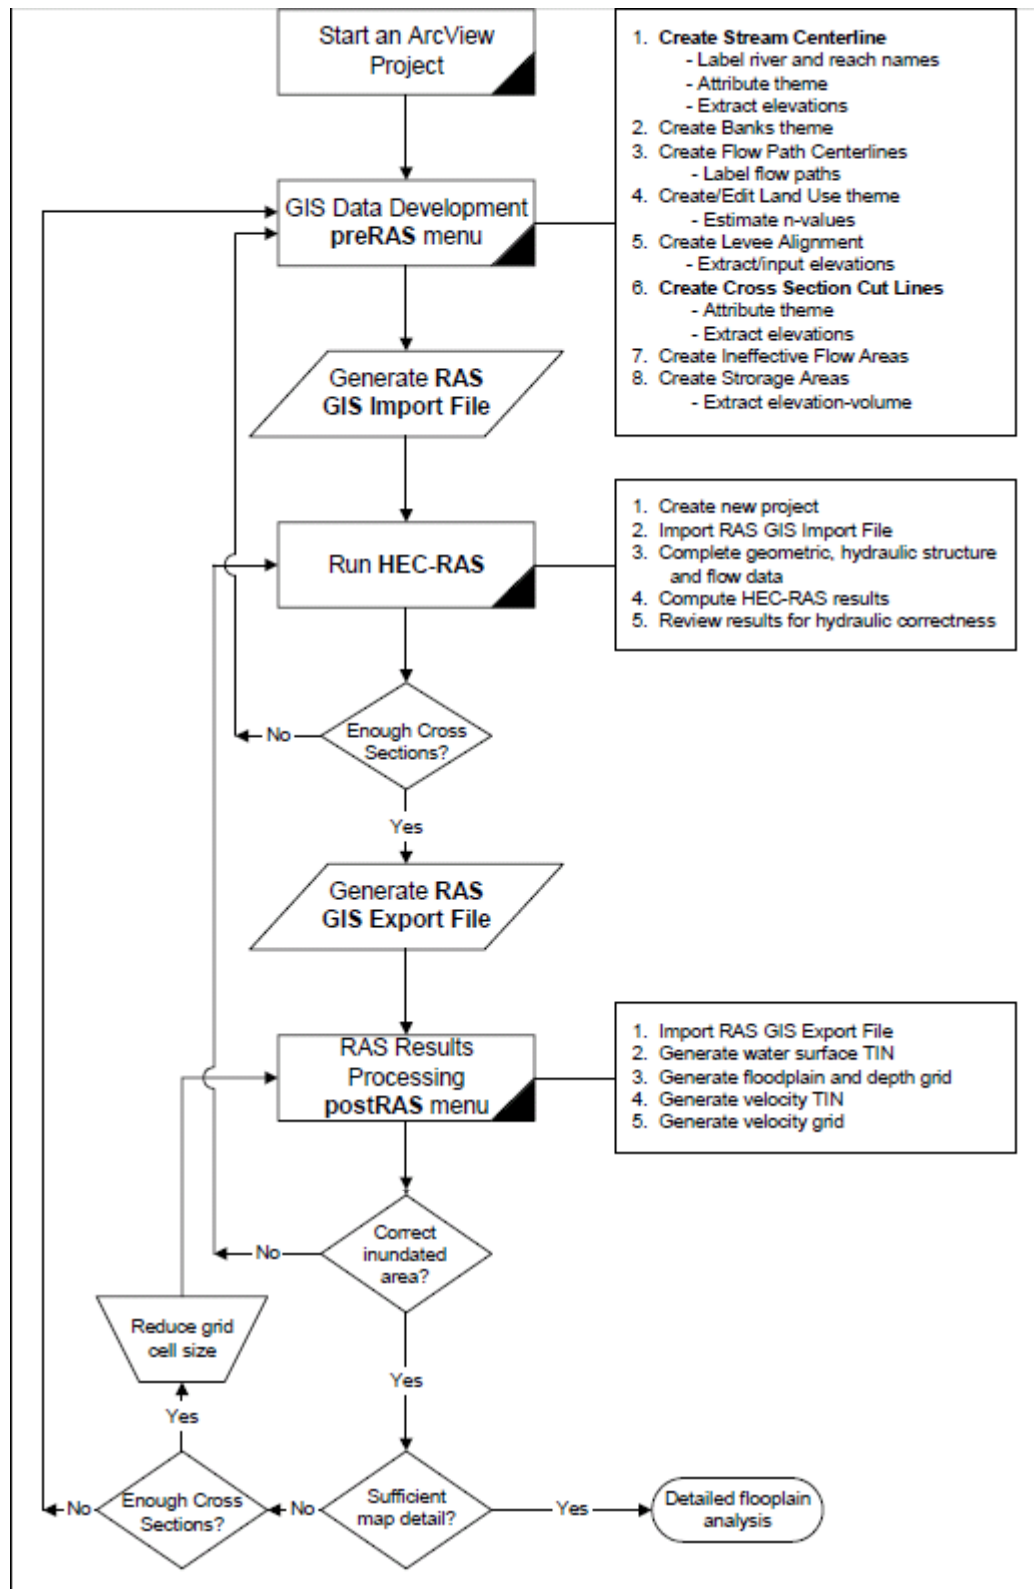 Start an ArcView
Project
1. Create Stream Centerline
- Label river and reach names
- Attribute theme
- Extract elevations
2. Create Banks theme
3. Create Flow Path Centerlines
- Label flow paths
4. Create/Edit Land Use theme
- Estimate n-values
5. Create Levee Alignment
- Extract/input elevations
6. Create Cross Section Cut Lines
- Attribute theme
- Extract elevations
7. Create Ineffective Flow Areas
8. Create Strorage Areas
- Extract elevation-volume
GIS Data Development
preRAS menu
Generate RAS
GIS Import File
Run HEC-RAS
1. Create new project
2. Import RAS GIS Import File
3. Complete geometric, hydraulic structure
and flow data
4. Compute HEC-RAS results
5. Review results for hydraulic correctness
Enough Cross
Sections?
No
Yes
Generate RAS
GIS Export File
RAS Results
Processing
postRAS menu
1. Import RAS GIS Export File
2. Generate water surface TIN
3. Generate floodplain and depth grid
4. Generate velocity TIN
5. Generate velocity grid
Correct
inundated
area?
No
Yes
Reduce grid
cell size
Yes
Enough Cross
Sections?
No
No
Sufficient
map detail?
Yes
Detailed flooplain
analysis